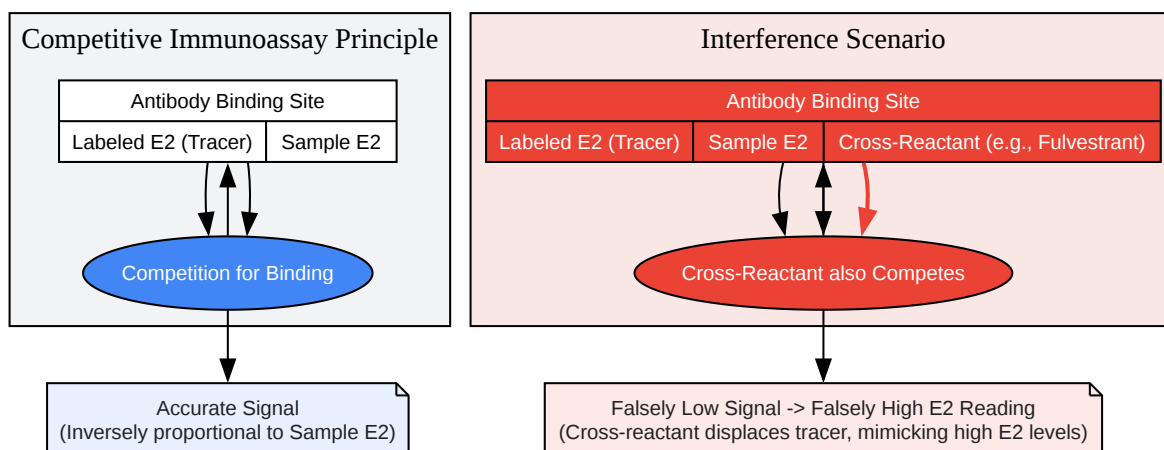 Competitive Immunoassay Principle
Antibody Binding Site
Labeled E2 (Tracer)
Sample E2
Competition for Binding
Accurate Signal
(Inversely proportional to Sample E2)
Interference Scenario
Antibody Binding Site
Labeled E2 (Tracer)
Sample E2
Cross-Reactant (e.g., Fulvestrant)
Cross-Reactant also Competes
Falsely Low Signal -> Falsely High E2 Reading
(Cross-reactant displaces tracer, mimicking high E2 levels)